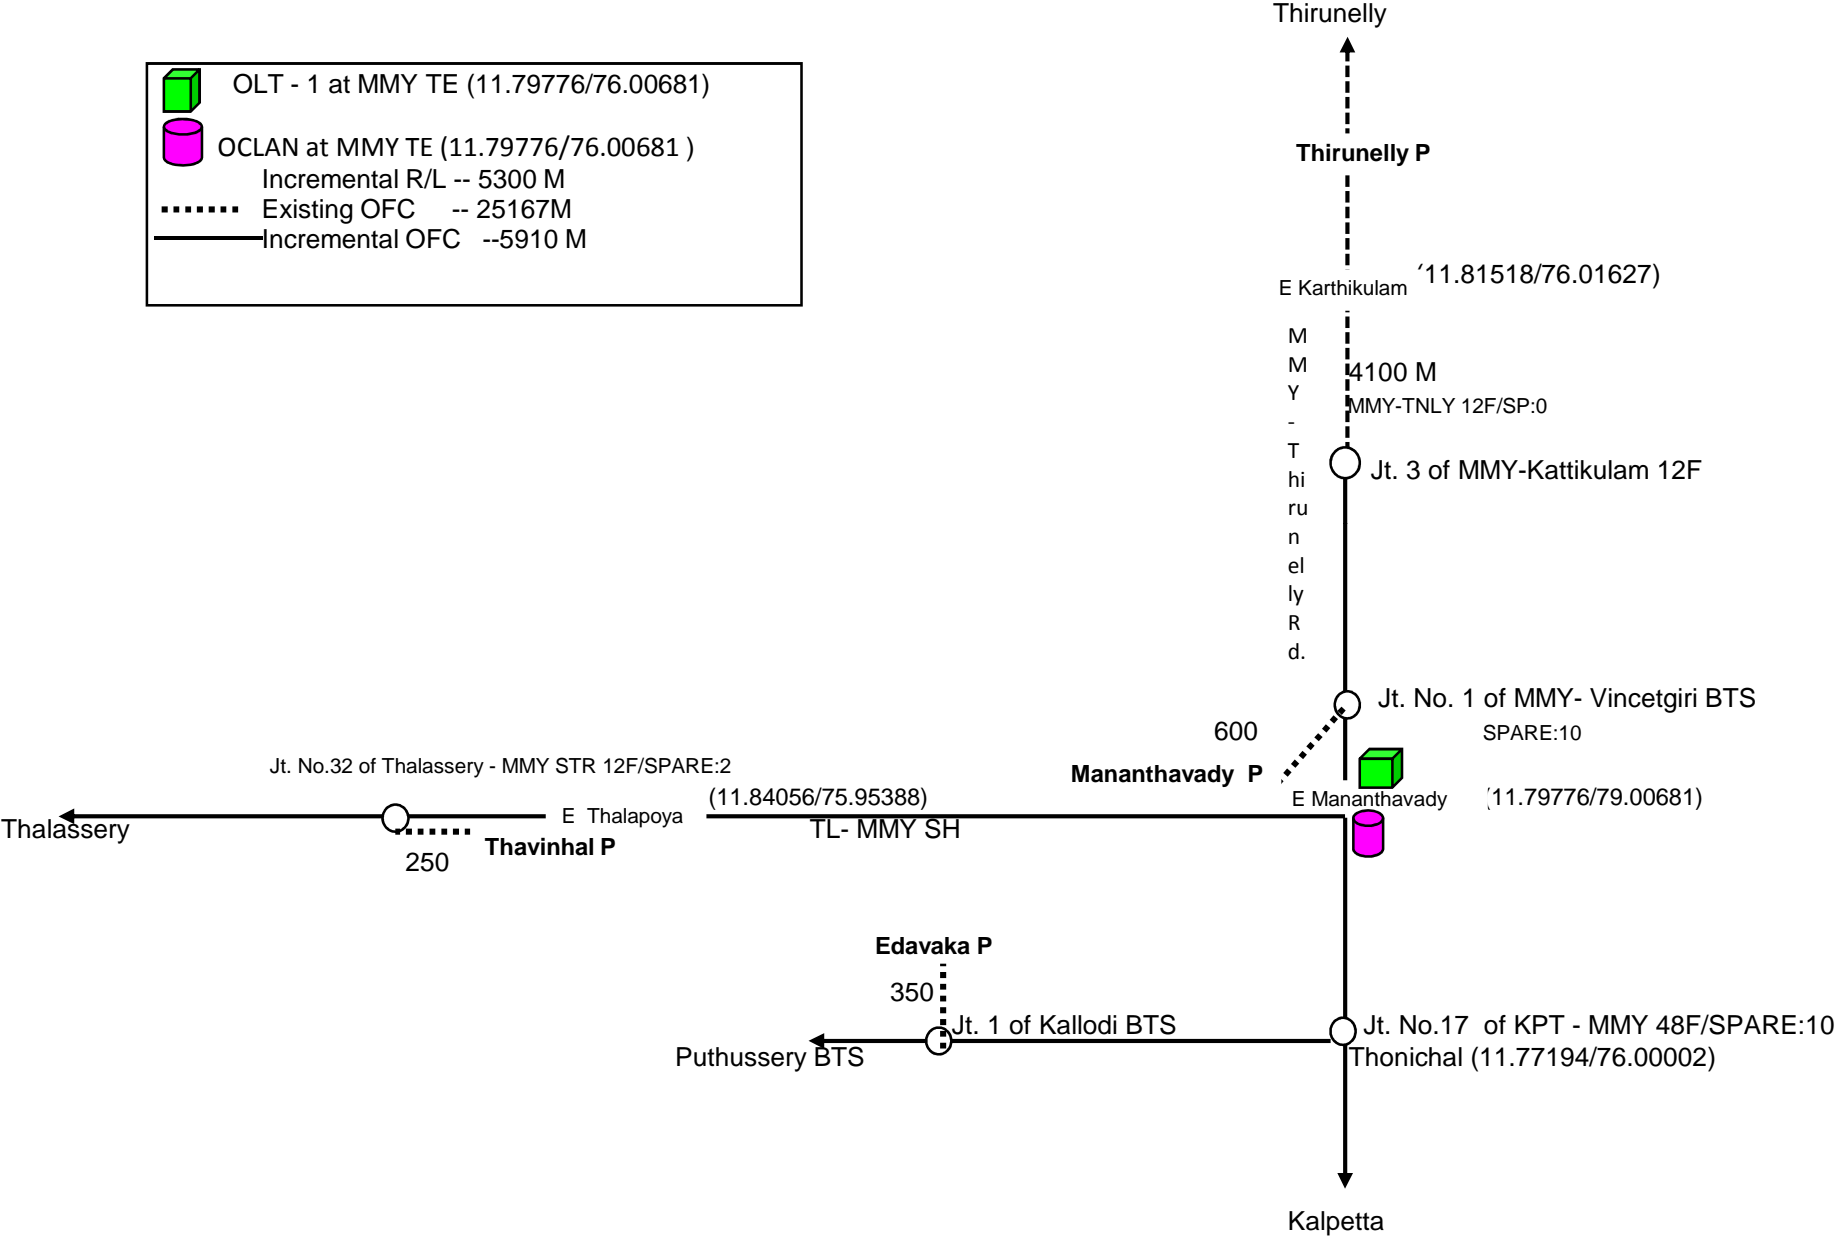 Thirunelly
OLT - 1 at MMY TE (11.79776/76.00681)
OCLAN at MMY TE (11.79776/76.00681 )
Incremental R/L -- 5300 M
Existing OFC -- 25167M
Incremental OFC --5910 M
Thirunelly P
E Karthikulam
11.81518/76.01627)
M
M
Y
-
T
hi
ru
n
el
ly
R
d.
4100 M
MMY-TNLY 12F/SP:0
Jt. 3 of MMY-Kattikulam 12F
Jt. No. 1 of MMY- Vincetgiri BTS
SPARE:10
600
Mananthavady P
Jt. No.32 of Thalassery - MMY STR 12F/SPARE:2
(11.84056/75.95388)
E Mananthavady
(11.79776/79.00681)
E Thalapoya
Thalassery
TL- MMY SH
Thavinhal P
250
Edavaka P
350
Jt. 1 of Kallodi BTS
Jt. No.17 of KPT - MMY 48F/SPARE:10
Puthussery BTS
Thonichal (11.77194/76.00002)
Kalpetta